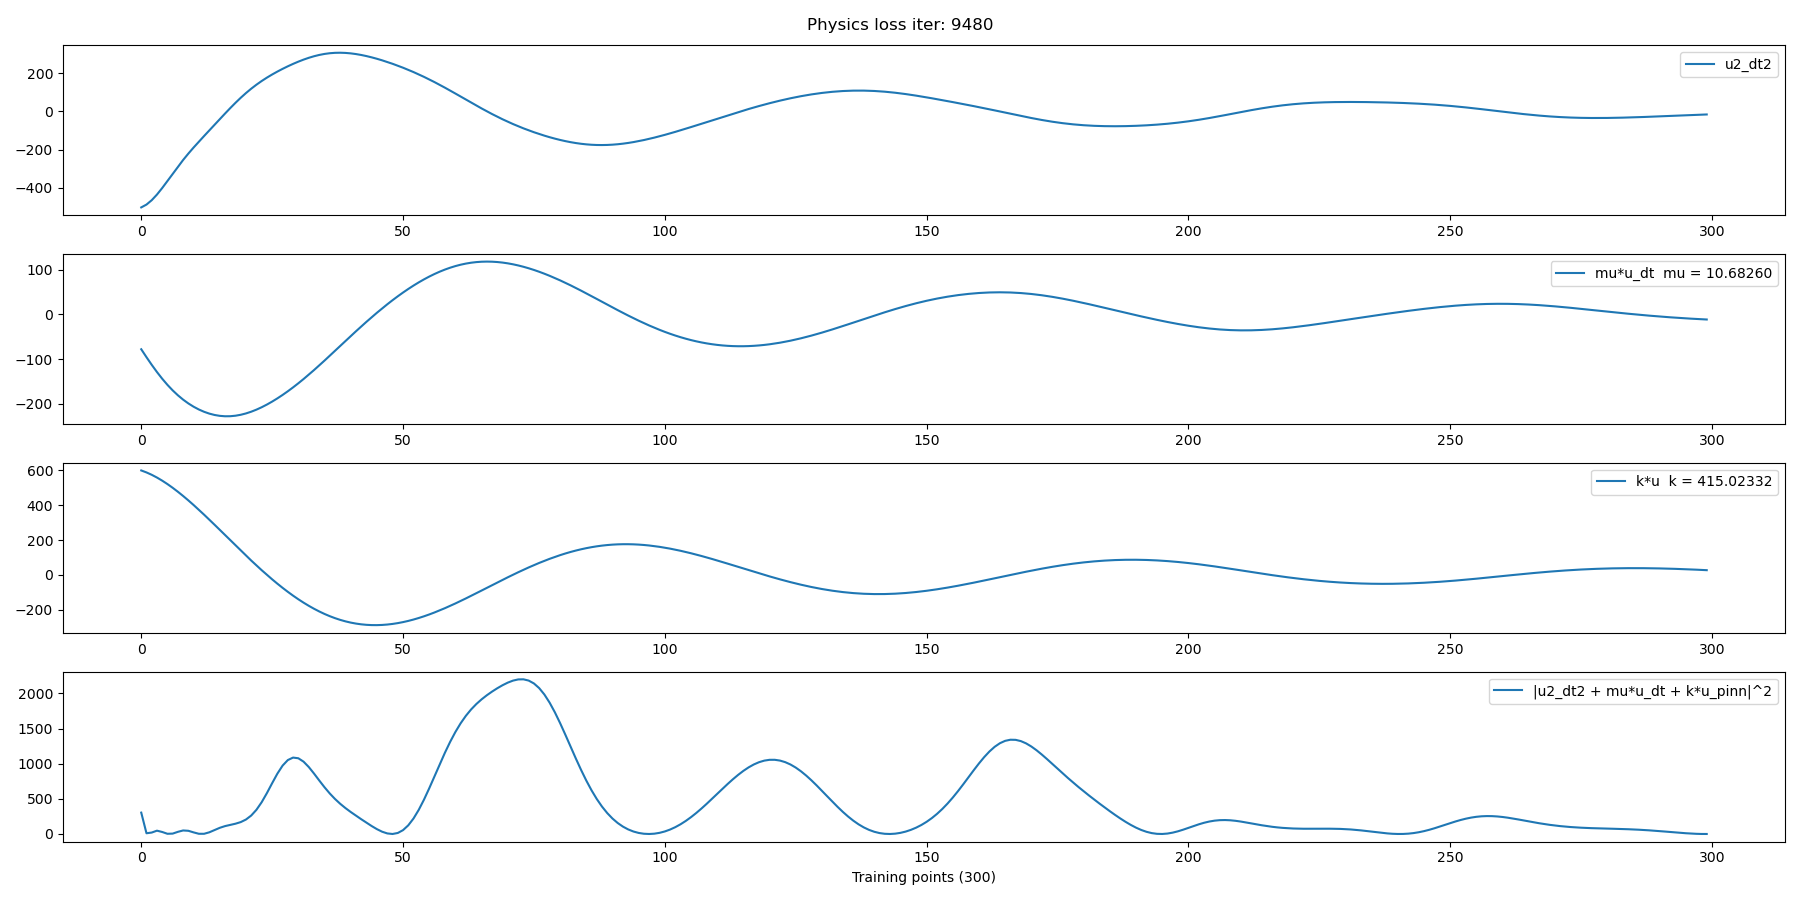 Physics loss iter: 9480
200
0
−200
−400
u2_dt2
0 50 100 150 200 250 300
100
0
−100
−200
mu*u_dt  mu = 10.68260
0 50 100 150 200 250 300
600
400
200
0
−200
k*u  k = 415.02332
0 50 100 150 200 250 300
2000
1500
1000
500
0
|u2_dt2 + mu*u_dt + k*u_pinn|^2
0 50 100 150 200 250 300
Training points (300)